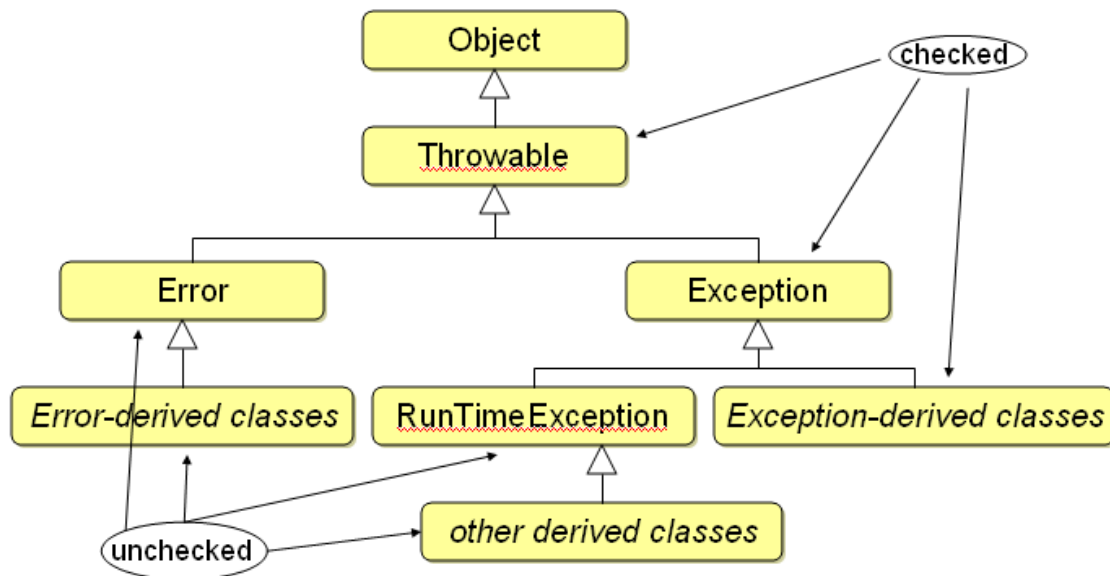 Object
checked
Throwable
Error
Exception
Error-derived classes
RunTimeException
Exception-derived classes
other derived classes
unchecked